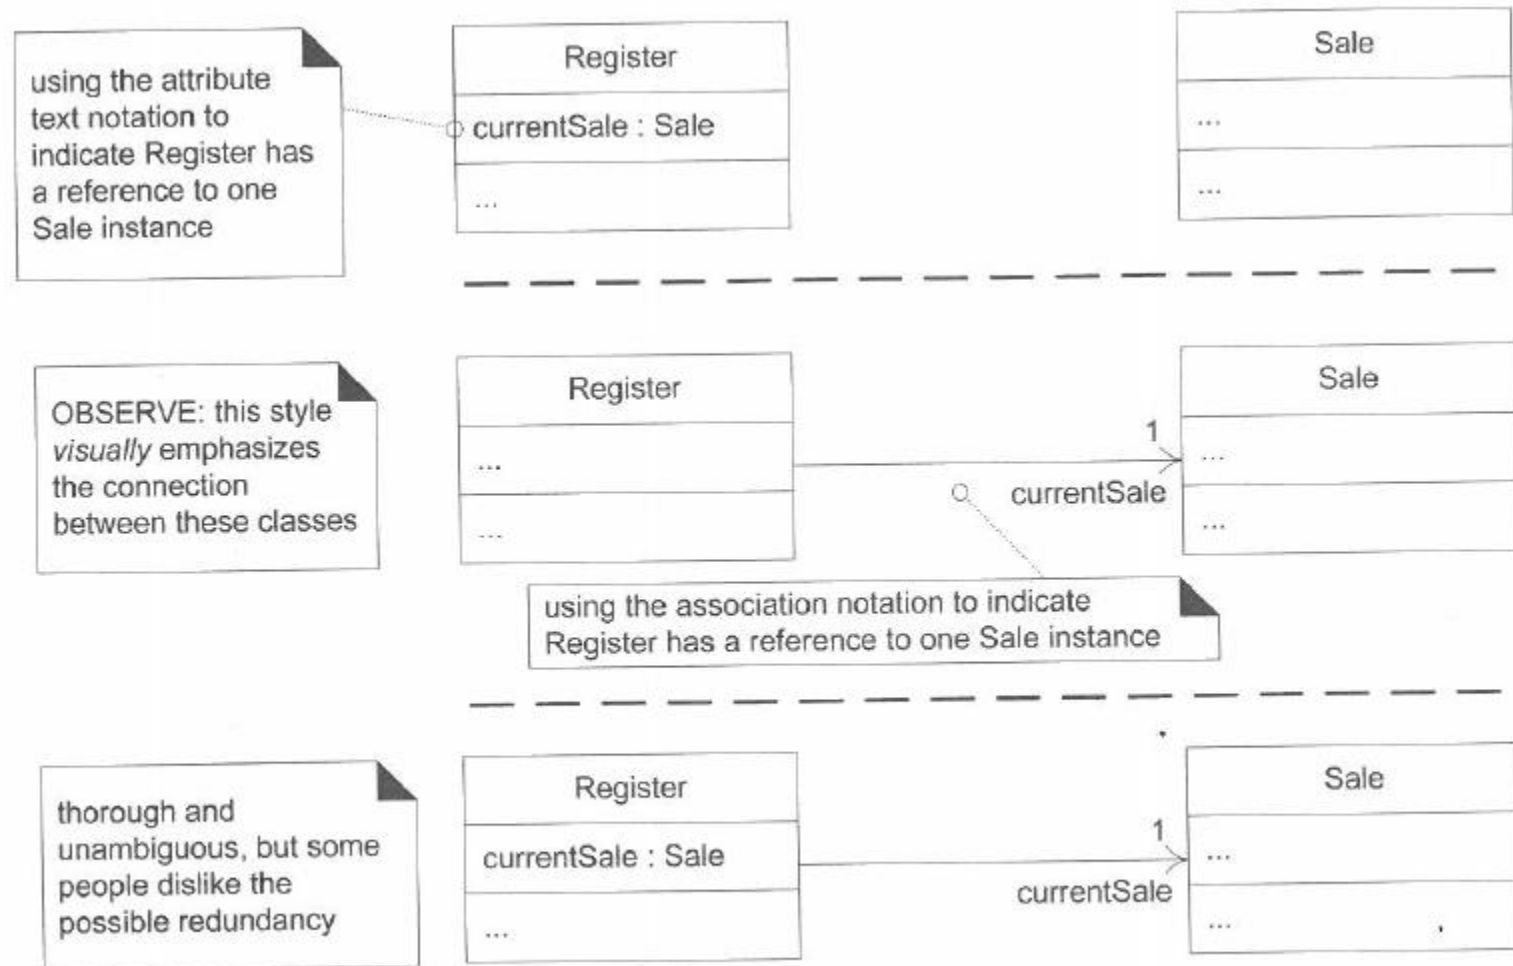 using the attribute
text notation to
indicate Register has
a reference to one
Sale instance
Register
currentSale : Sale
...
Sale
...
...
OBSERVE: this style
visually emphasizes
the connection
between these classes
Register
...
...
1
currentSale
Sale
...
...
using the association notation to indicate
Register has a reference to one Sale instance
thorough and
unambiguous, but some
people dislike the
possible redundancy
Register
currentSale : Sale
...
1
currentSale
Sale
...
...